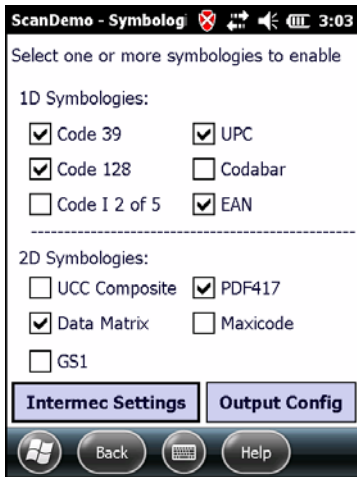 ScanDemo - Symbologi 3:03
Select one or more symbologies to enable
1D Symbologies:
Code 39 UPC
Code 128 Codabar
Code I 2 of 5 EAN
2D Symbologies:
UCC Composite PDF417
Data Matrix Maxicode
GS1
Intermec Settings Output Config
Back Help